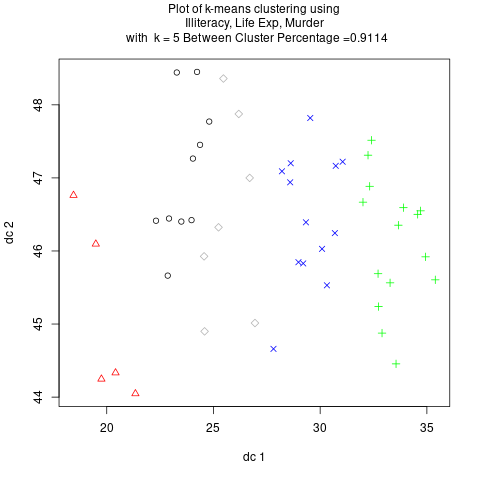 Plot of k-means clustering using
Illiteracy, Life Exp, Murder
with  k = 5 Between Cluster Percentage =0.9114
48
47
46
45
44
dc 2
20
25
30
35
dc 1